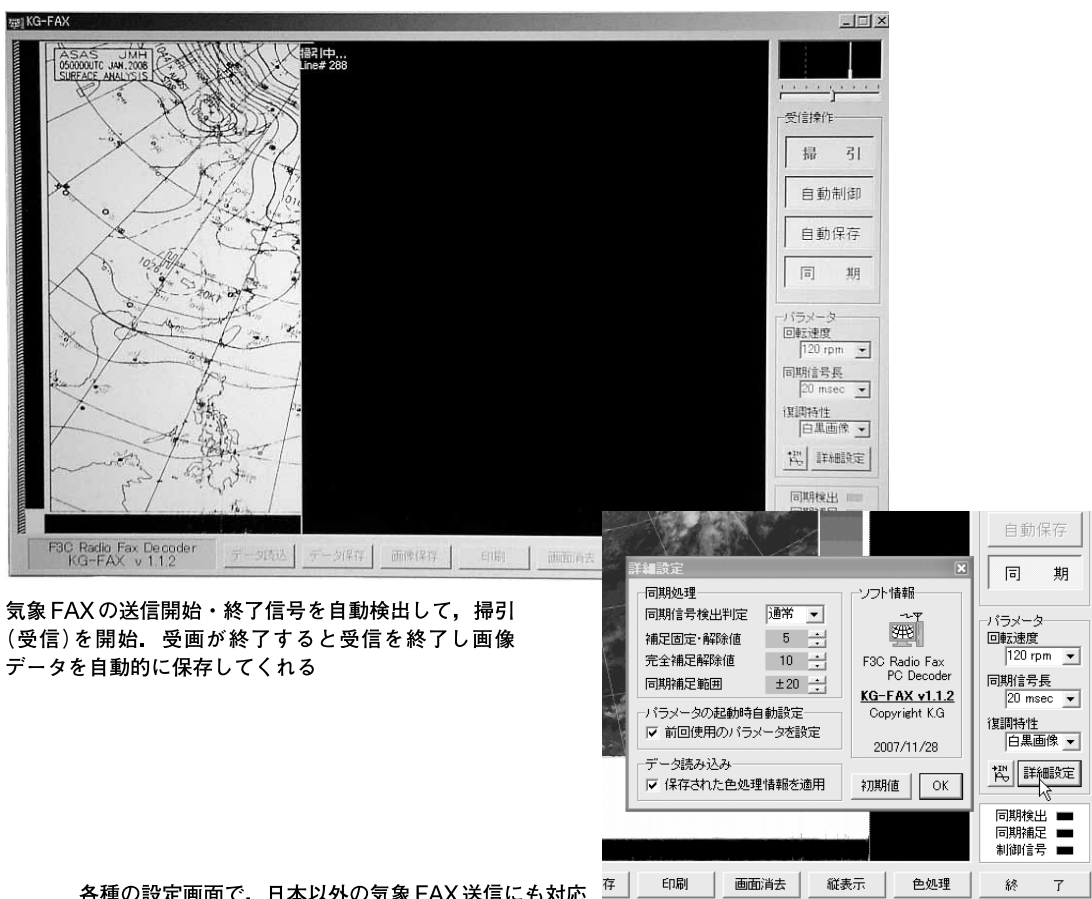 KG-FAX
ASAS JMH
050000UTC JAN.2008
SURFACE ANALYSIS
掃引中...
Line# 288
受信操作
掃 引
自動制御
自動保存
同 期
パラメータ
回転速度
120 rpm
同期信号長
20 msec
復調特性
白黒画像
詳細設定
同期検出
F3C Radio Fax Decoder
KG-FAX v 1.1.2
データ読込
データ保存
画像保存
印刷
画面消去
気象FAXの送信開始・終了信号を自動検出して，掃引
(受信)を開始．受画が終了すると受信を終了し画像
データを自動的に保存してくれる
詳細設定
同期処理
同期信号検出判定 通常
補足固定・解除値 5
完全補足解除値 10
同期補足範囲 ±20
パラメータの起動時自動設定
前回使用のパラメータを設定
データ読み込み
保存された色処理情報を適用
ソフト情報
F3C Radio Fax
PC Decoder
KG-FAX v1.1.2
Copyright K.G
2007/11/28
初期値
OK
自動保存
同 期
パラメータ
回転速度
120 rpm
同期信号長
20 msec
復調特性
白黒画像
詳細設定
同期検出
同期補足
制御信号
存
印刷
画面消去
縦表示
色処理
終 了
各種の設定画面で，日本以外の気象FAX送信にも対応